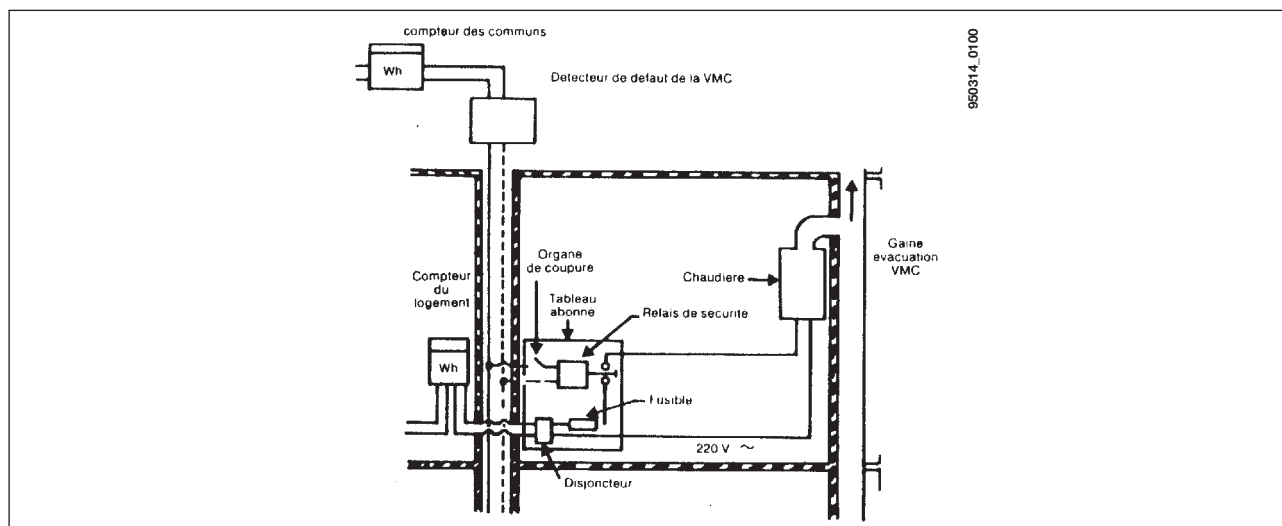 compteur des communs
Wh
Detecteur de defaut de la VMC
950314_0100
Organe
de coupure
Compteur
du
logement
Tableau
abonne
Relais de sécurité
Chaudiere
Gaine
evacuation
VMC
Wh
Fusible
220 V ~
Disjoncteur